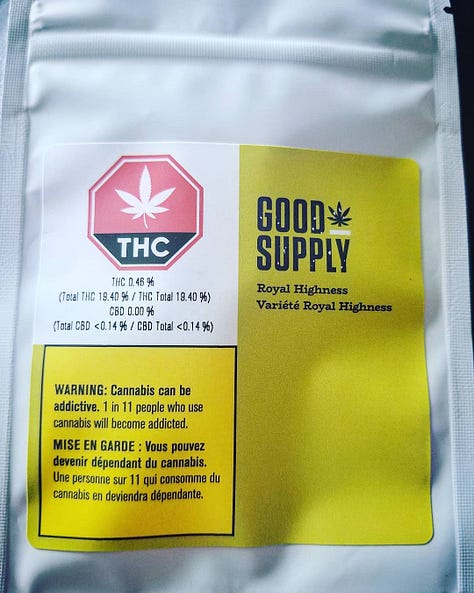 THC
THC 0.46 %
(Total THC 19.40 % / THC Total 19.40 %)
CBD 0.00 %
(Total CBD <0.14 % / CBD Total <0.14 %)
WARNING: Cannabis can be
addictive. 1 in 11 people who use
cannabis will become addicted.
MISE EN GARDE : Vous pouvez
devenir dépendant du cannabis.
Une personne sur 11 qui consomme du
cannabis en deviendra dépendante.
GOOD
SUPPLY
Royal Highness
Variété Royal Highness